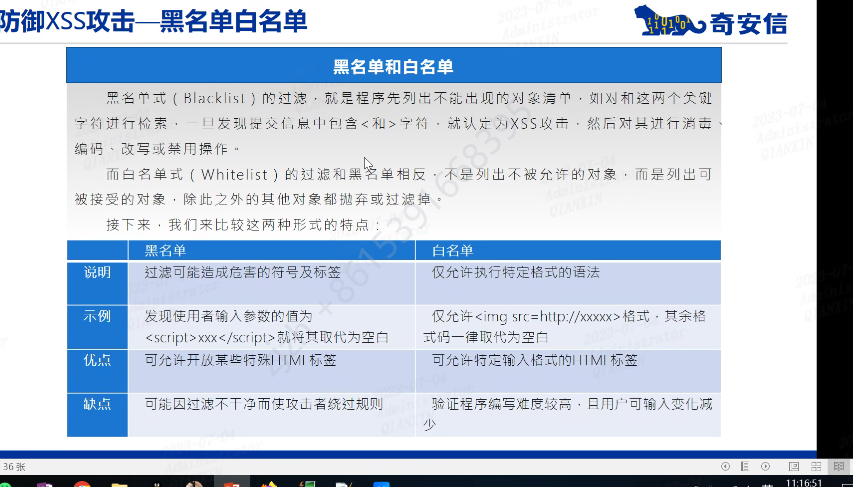 防御XSS攻击—黑名单白名单
奇安信
黑名单和白名单
黑名单式（Blacklist）的过滤，就是程序先列出不能出现的对象清单，如对和这两个关键
字符进行检索，一旦发现提交信息中包含<和>字符，就认定为XSS攻击，然后对其进行消毒、
编码、改写或禁用操作。
而白名单式（Whitelist）的过滤和黑名单相反，不是列出不被允许的对象，而是列出可
被接受的对象，除此之外的其他对象都抛弃或过滤掉。
接下来，我们来比较这两种形式的特点：
黑名单 白名单
说明 过滤可能造成危害的符号及标签 仅允许执行特定格式的语法
示例 发现使用者输入参数的值为 仅允许<img src=http://xxxxx>格式，其余格
<script>xxx</script>就将其取代为空白 式码一律取代为空白
优点 可允许开放某些特殊HTML标签 可允许特定输入格式的HTML标签
缺点 可能因过滤不干净而使攻击者绕过规则 验证程序编写难度较高，且用户可输入变化减
少
36 张
11:16:51